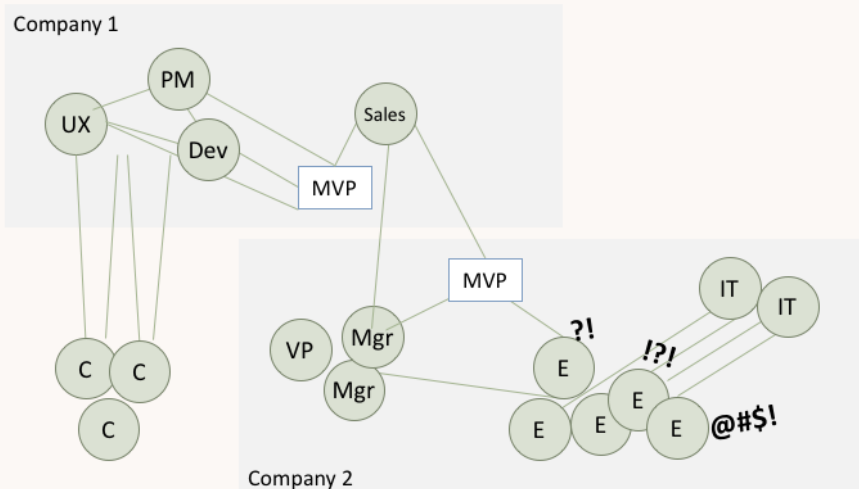 Company 1
PM
UX
Sales
Dev
MVP
MVP
IT
IT
?!
VP
Mgr
!?!
E
C
C
Mgr
E
C
E
E
E
@#$!
Company 2